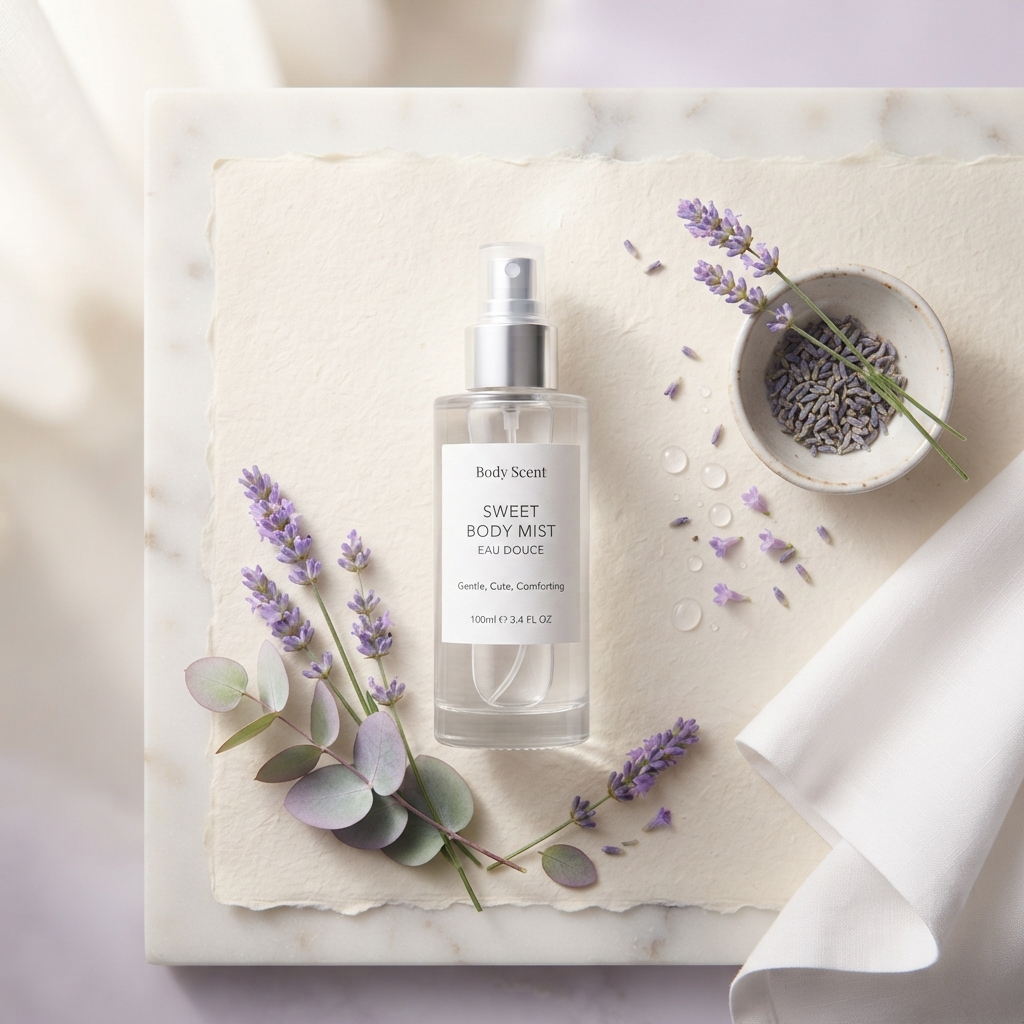 Body Scent
SWEET
BODY MIST
EAU DOUCE
Gentle, Cute, Comforting
100ml 3.4 FL OZ